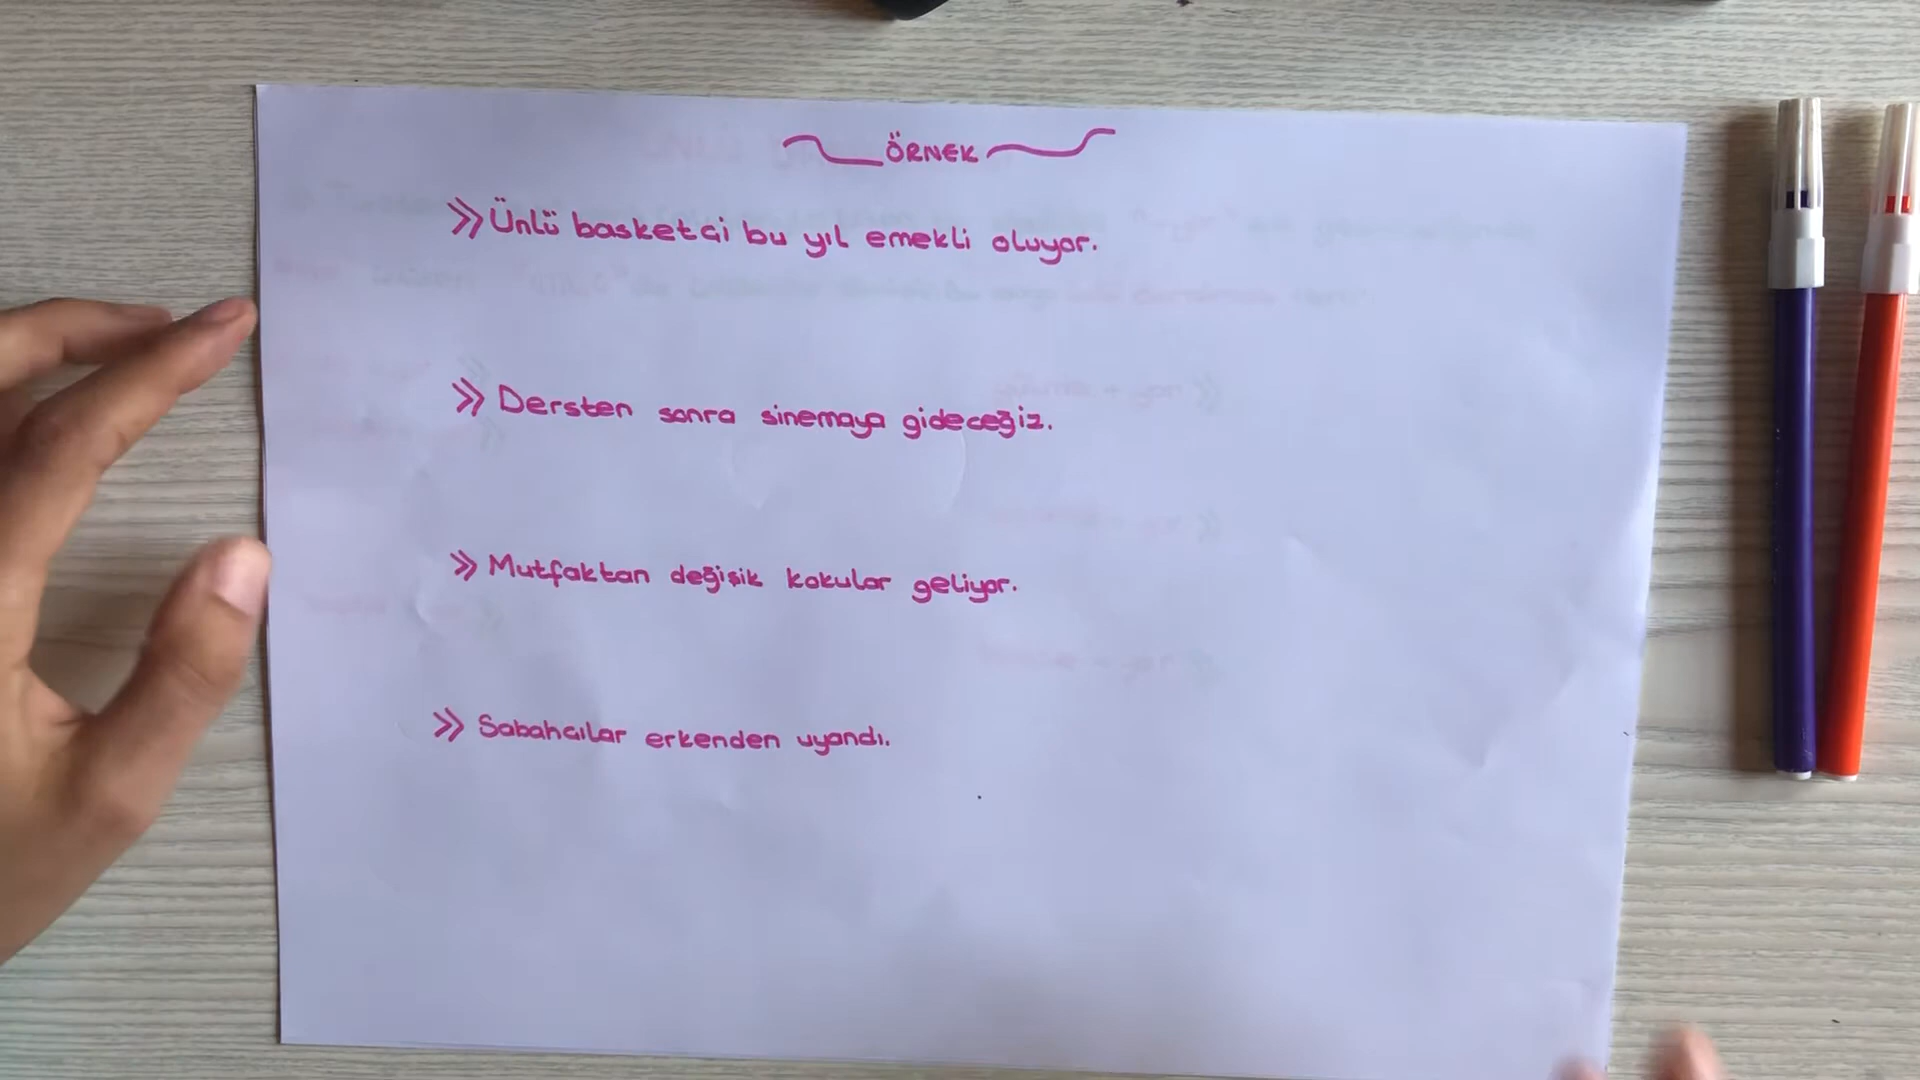 ÖRNEK
» Ünlü basketçi bu yıl emekli oluyor.
» Dersten sonra sinemaya gideceğiz.
» Mutfaktan değişik kokular geliyor.
» Sabahçılar erkenden uyandı.